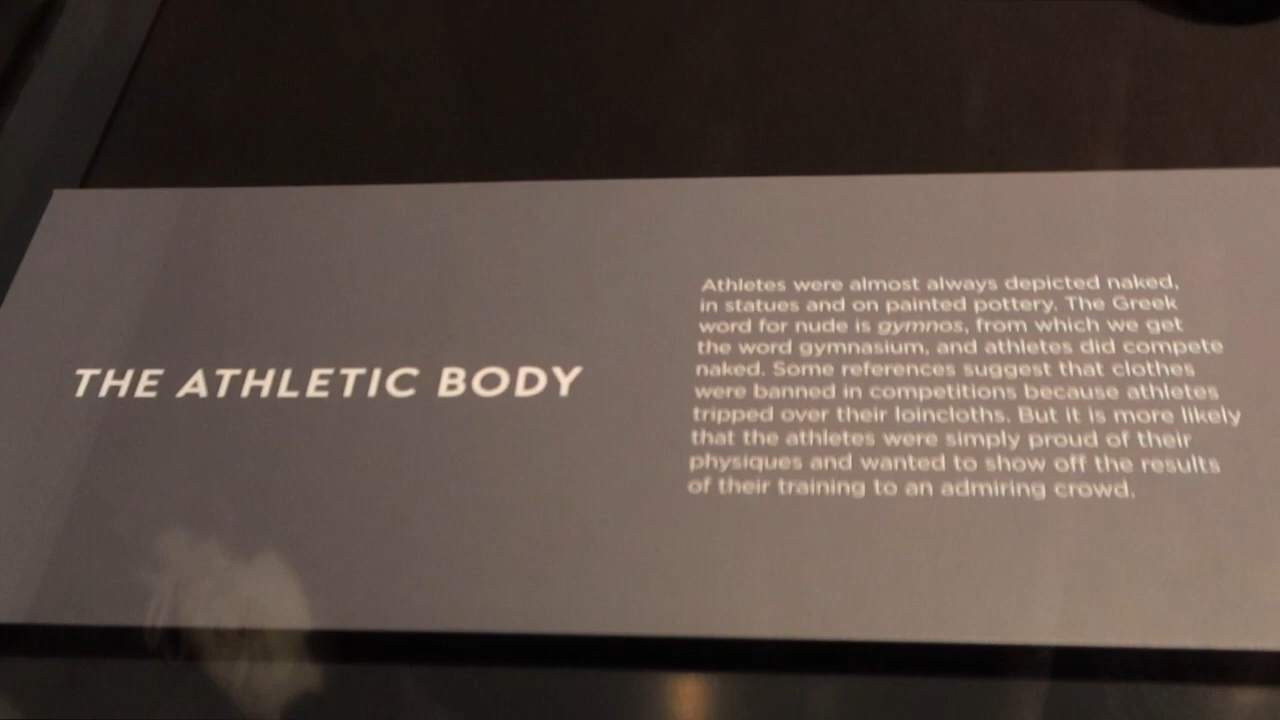 THE ATHLETIC BODY
Athletes were almost always depicted naked,
in statues and on painted pottery. The Greek
word for nude is gymnos, from which we get
the word gymnasium, and athletes did compete
naked. Some references suggest that clothes
were banned in competitions because athletes
tripped over their loincloths. But it is more likely
that the athletes were simply proud of their
physiques and wanted to show off the results
of their training to an admiring crowd.